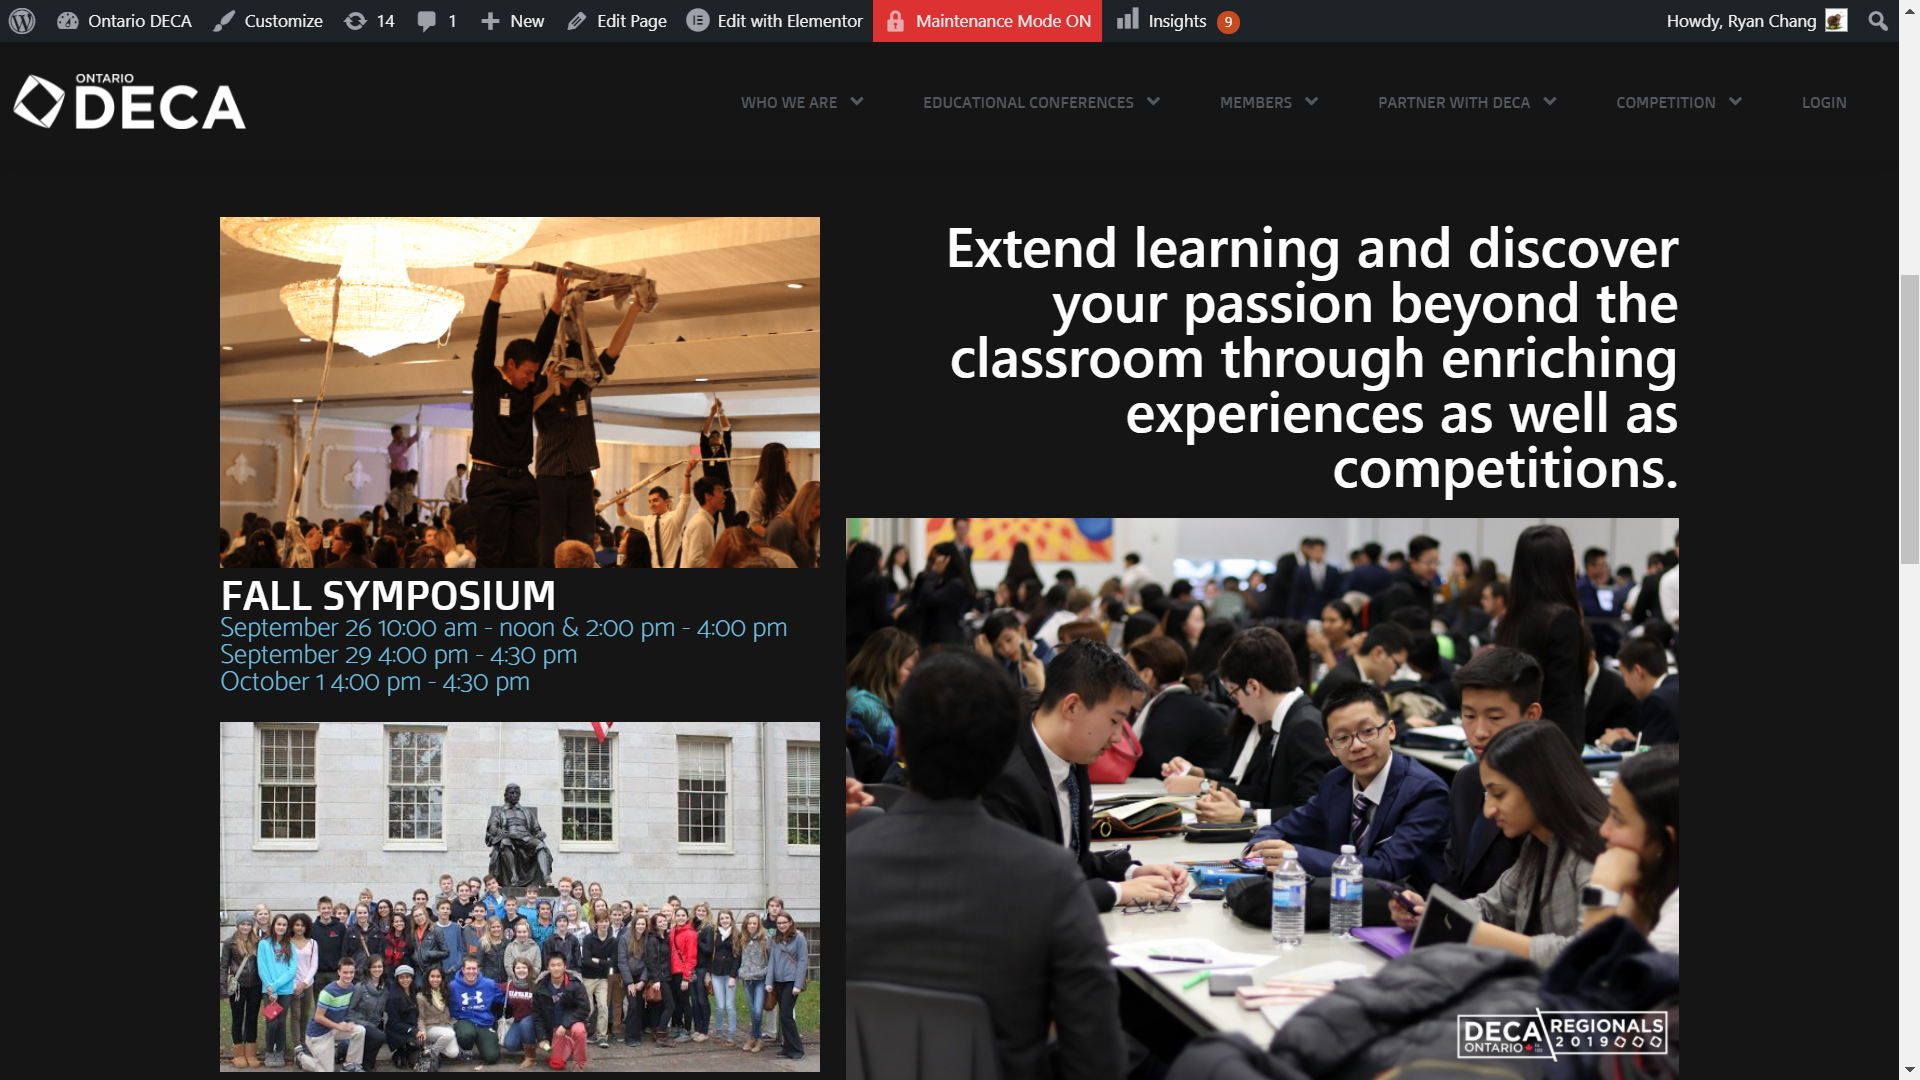 Ontario DECA Customize 14 1 New Edit Page Edit with Elementor Maintenance Mode ON Insights 9 Howdy, Ryan Chang
ONTARIO
DECA
WHO WE ARE EDUCATIONAL CONFERENCES MEMBERS PARTNER WITH DECA COMPETITION LOGIN
Extend learning and discover
your passion beyond the
classroom through enriching
experiences as well as
competitions.
FALL SYMPOSIUM
September 26 10:00 am - noon & 2:00 pm - 4:00 pm
September 29 4:00 pm - 4:30 pm
October 1 4:00 pm - 4:30 pm
DECA REGIONALS
ONTARIO 2019